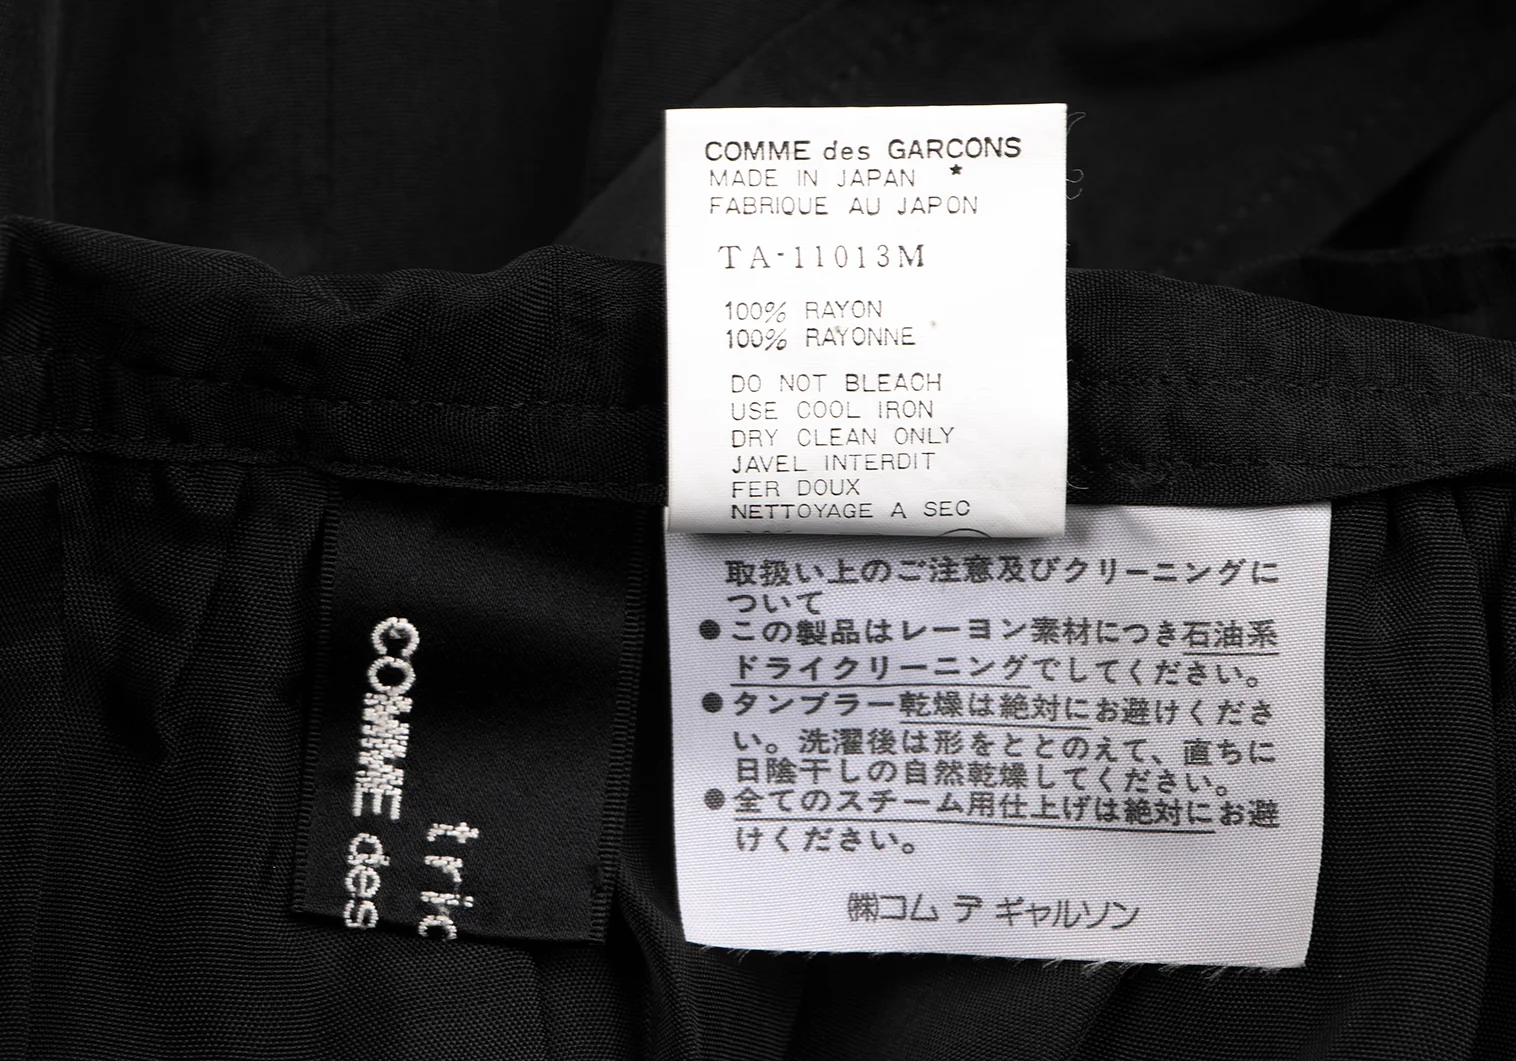 COMME des GARCONS
★
MADE IN JAPAN
FABRIQUE AU JAPON
TA-11013M
100% RAYON
100% RAYONNE
DO NOT BLEACH
USE COOL IRON
DRY CLEAN ONLY
JAVEL INTERDIT
FER DOUX
NETTOYAGE A SEC
取扱い上のご注意及びクリーニングに
ついて
●この製品はレーヨン素材につき石油系
ドライクリーニングでしてください。
●タンブラー乾燥は絶対にお避けくださ
い。洗濯後は形をととのえて、直ちに
日陰干しの自然乾燥してください。
●全てのスチーム用仕上げは絶対にお避
けください。
㈱コム デ ギャルソン
tric
COMME des